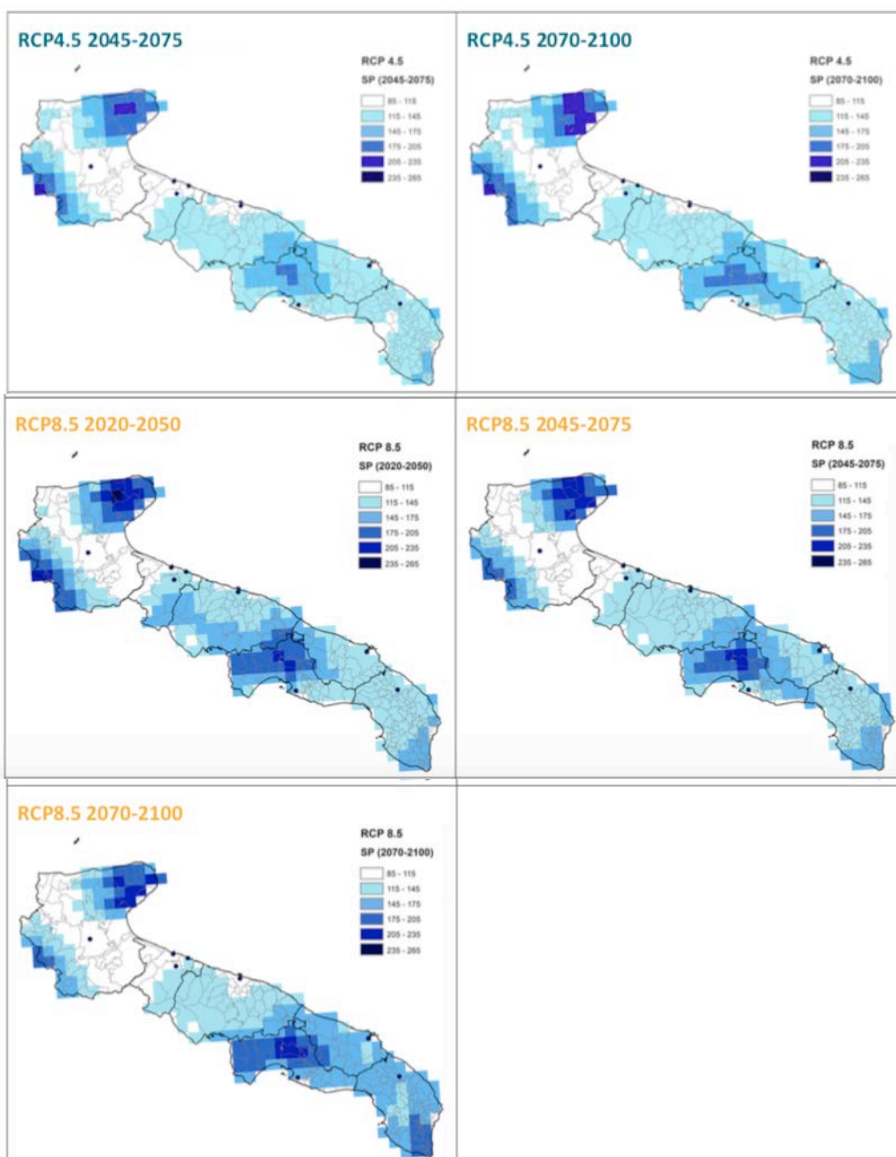 RCP4.5 2045-2075
RCP 4.5
SP (2045-2075)
85 - 115
115 - 145
145 - 175
175 - 205
205 - 235
235 - 265
RCP4.5 2070-2100
RCP 4.5
SP (2070-2100)
85 - 115
115 - 145
145 - 175
175 - 205
205 - 235
235 - 265
RCP8.5 2020-2050
RCP 8.5
SP (2020-2050)
85 - 115
115 - 145
145 - 175
175 - 205
205 - 235
235 - 265
RCP8.5 2045-2075
RCP 8.5
SP (2045-2075)
85 - 115
115 - 145
145 - 175
175 - 205
205 - 235
235 - 265
RCP8.5 2070-2100
RCP 8.5
SP (2070-2100)
85 - 115
115 - 145
145 - 175
175 - 205
205 - 235
235 - 265